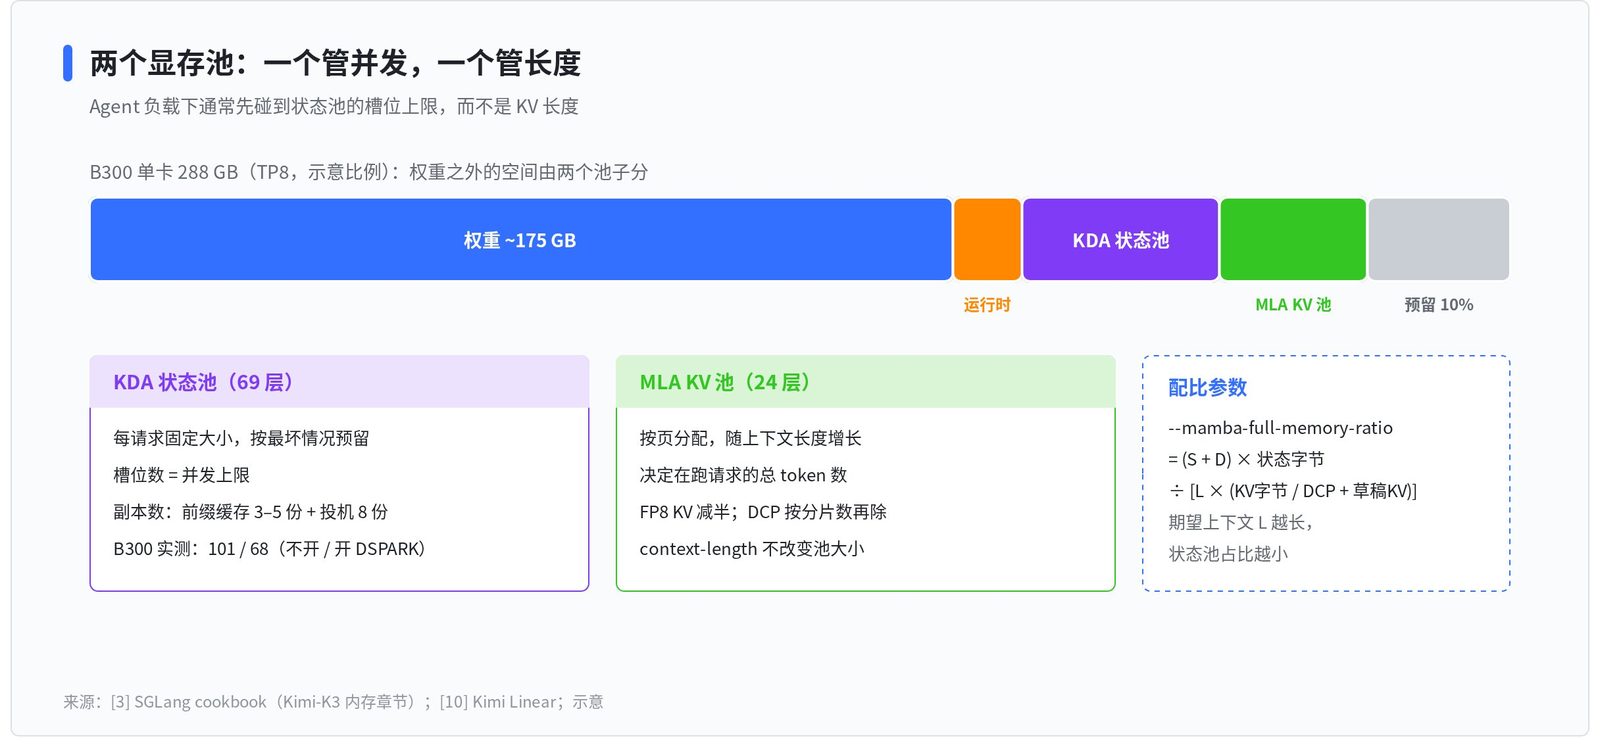 两个显存池：一个管并发，一个管长度
Agent 负载下通常先碰到状态池的槽位上限，而不是 KV 长度
B300 单卡 288 GB（TP8，示意比例）：权重之外的空间由两个池子分
权重 ~175 GB
KDA 状态池
运行时
MLA KV 池
预留 10%
KDA 状态池（69 层）
每请求固定大小，按最坏情况预留
槽位数 = 并发上限
副本数：前缀缓存 3–5 份 + 投机 8 份
B300 实测：101 / 68（不开 / 开 DSPARK）
MLA KV 池（24 层）
按页分配，随上下文长度增长
决定在跑请求的总 token 数
FP8 KV 减半；DCP 按分片数再除
context-length 不改变池大小
配比参数
--mamba-full-memory-ratio
= (S + D) × 状态字节
÷ [L × (KV字节 / DCP + 草稿KV)]
期望上下文 L 越长，
状态池占比越小
来源：[3] SGLang cookbook（Kimi-K3 内存章节）；[10] Kimi Linear；示意